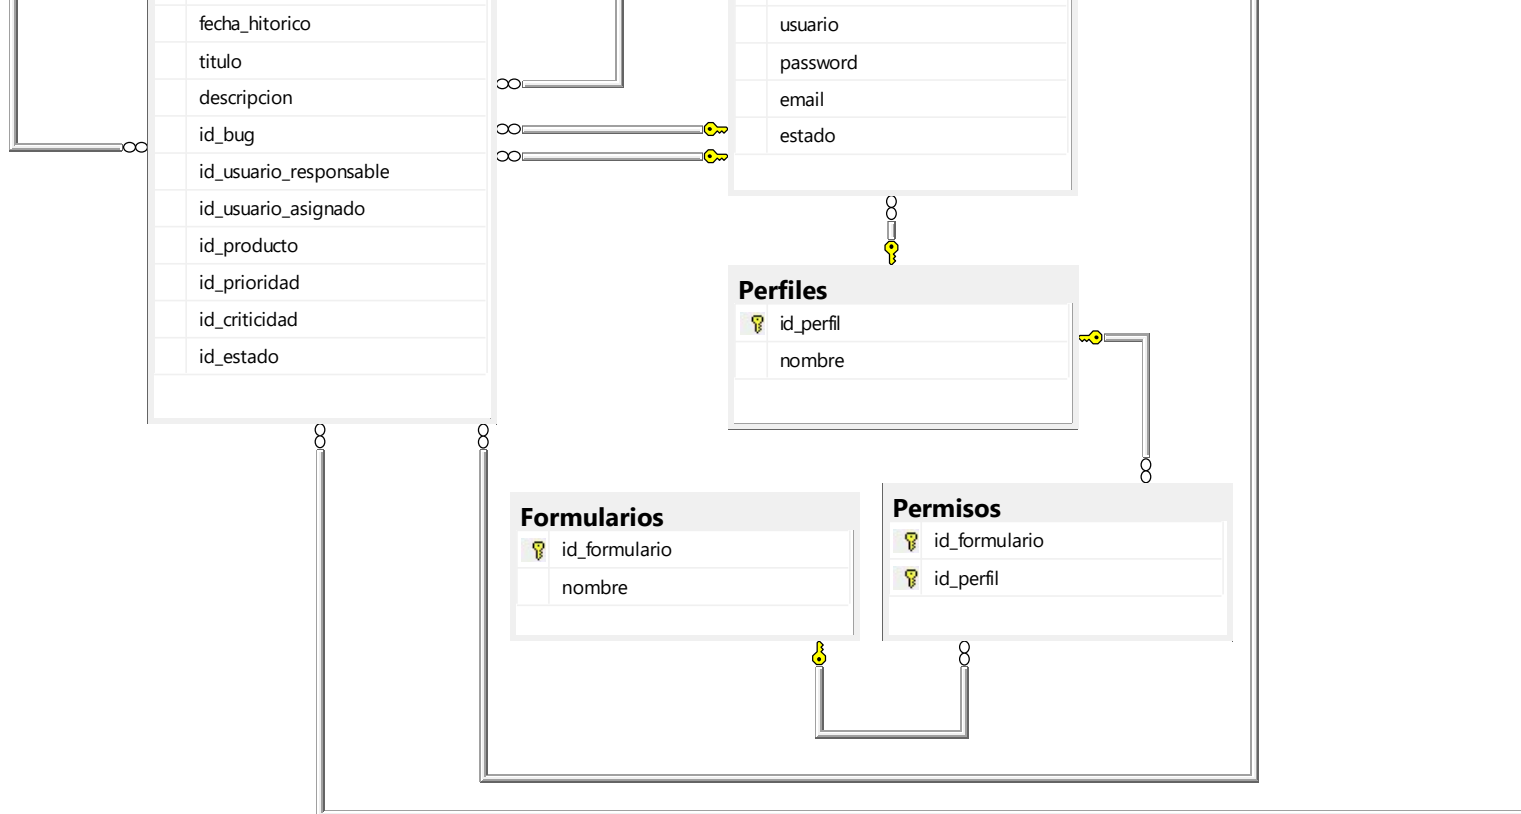 fecha_hitorico
titulo
descripcion
id_bug
id_usuario_responsable
id_usuario_asignado
id_producto
id_prioridad
id_criticidad
id_estado
usuario
password
email
estado
Perfiles
id_perfil
nombre
Formularios
id_formulario
nombre
Permisos
id_formulario
id_perfil